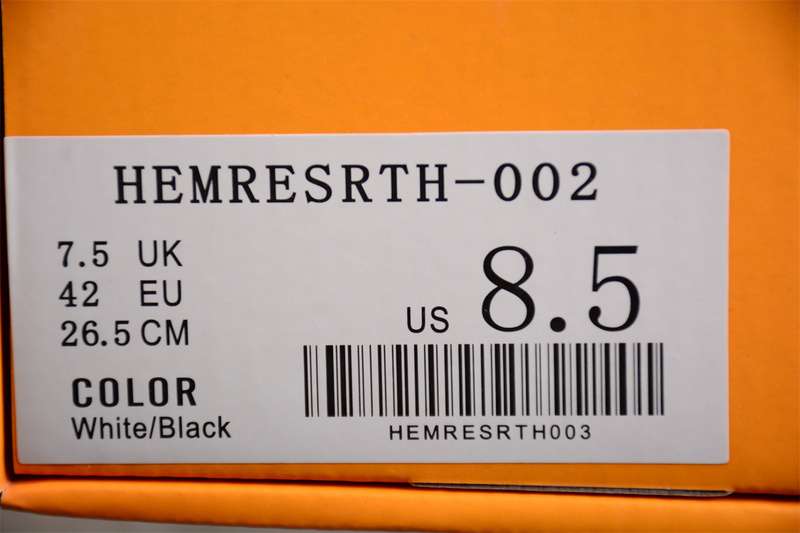 HEMRESRTH-002
7.5 UK
42 EU
26.5 CM
US 8.5
COLOR
White/Black
HEMRESRTH003